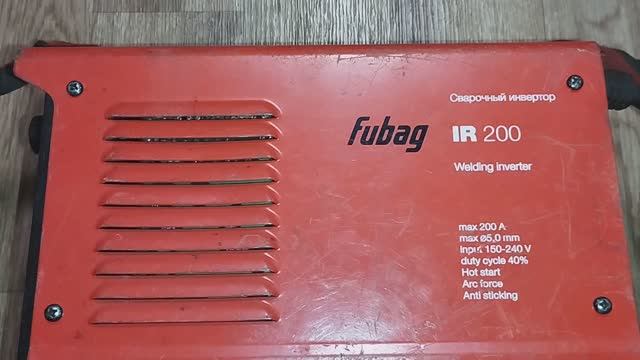 Сварочный инвертор
Fubag IR 200
Welding inverter
max 200 A
max ø5,0 mm
Input 150-240 V
duty cycle 40%
Hot start
Arc force
Anti sticking